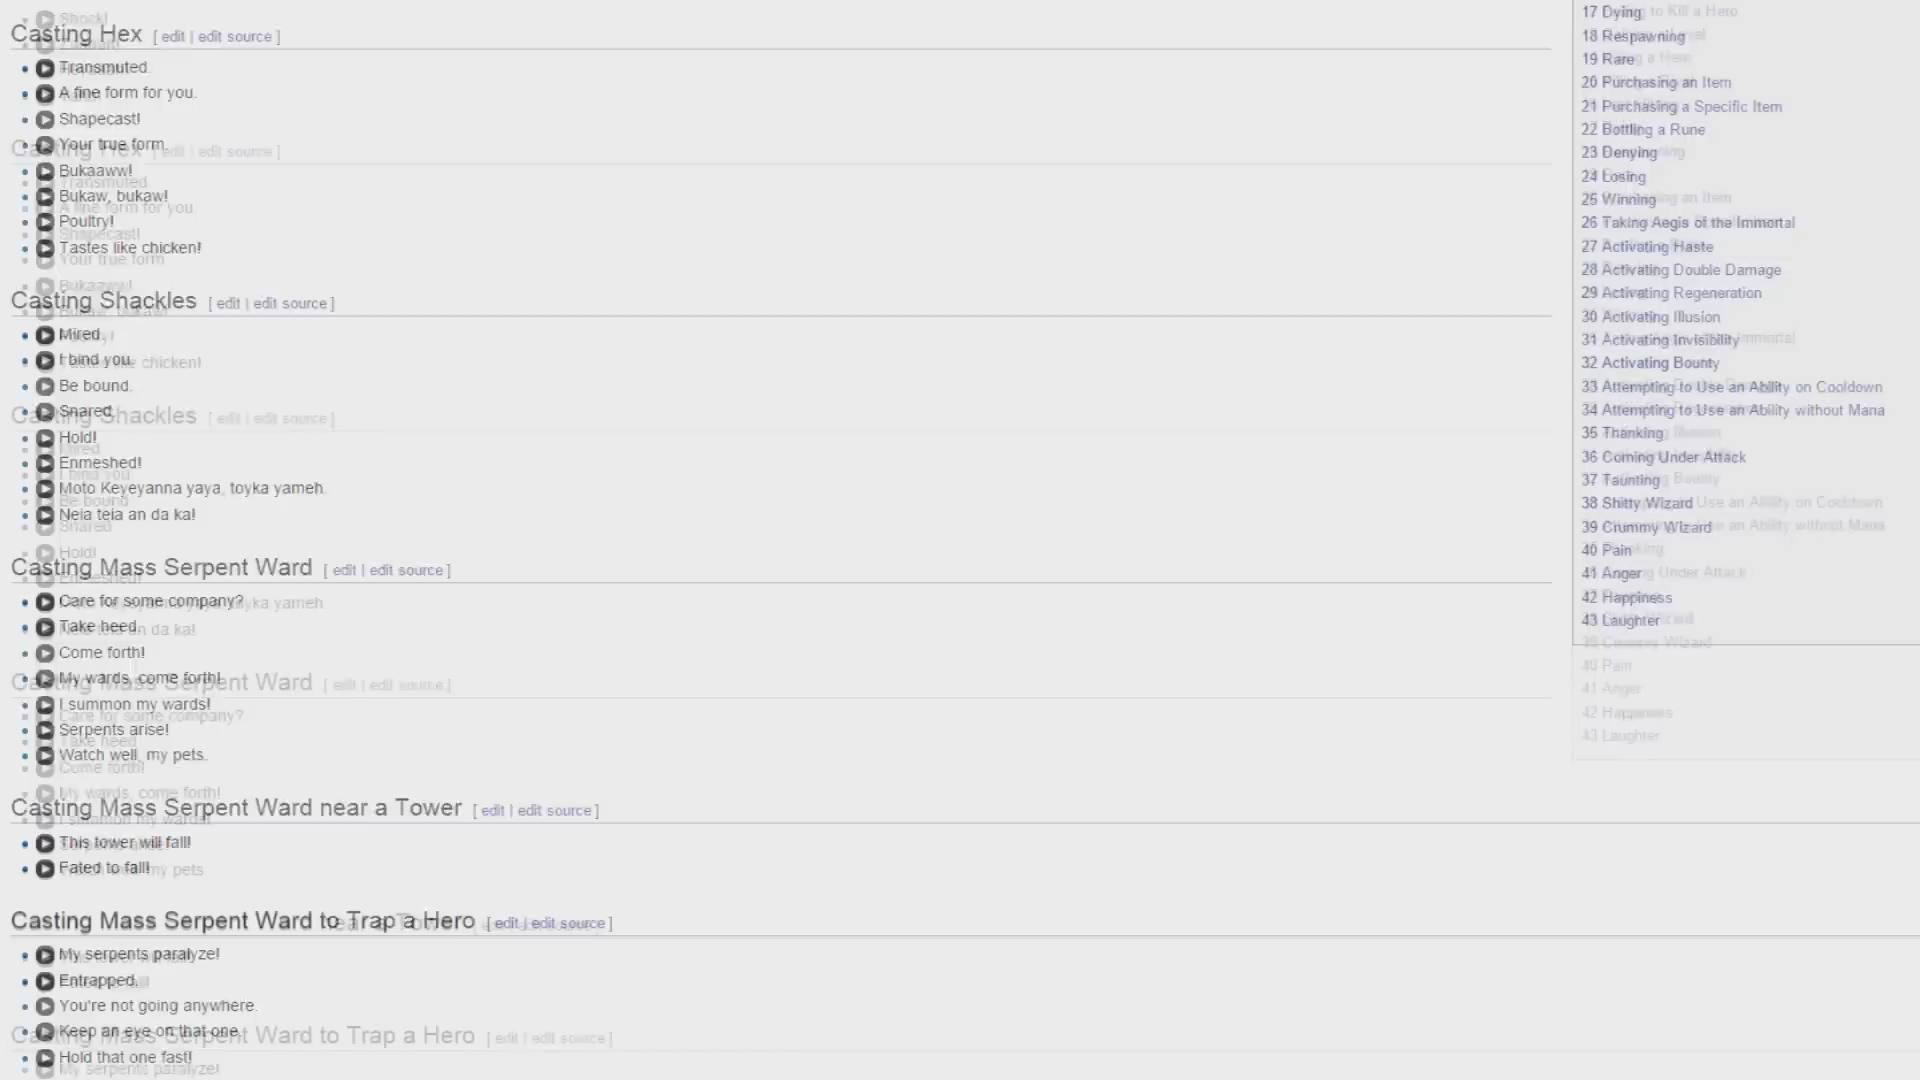 Shock!
Casting Hex [ edit | edit source ]
Transmuted.
A fine form for you.
Shapecast!
Your true form.
Bukaaww!
Bukaw, bukaw!
Poultry!
Tastes like chicken!
Casting Shackles [ edit | edit source ]
Mired.
I bind you.
Be bound.
Snared.
Hold!
Enmeshed!
Moto Keyeyanna yaya, toyka yameh.
Neia teia an da ka!
Casting Mass Serpent Ward [ edit | edit source ]
Care for some company?
Take heed.
Come forth!
My wards, come forth!
I summon my wards!
Serpents arise!
Watch well, my pets.
Casting Mass Serpent Ward near a Tower [ edit | edit source ]
This tower will fall!
Fated to fall!
Casting Mass Serpent Ward to Trap a Hero [ edit | edit source ]
My serpents paralyze!
Entrapped.
You're not going anywhere.
Keep an eye on that one.
Hold that one fast!
17 Dying
18 Respawning
19 Rare
20 Purchasing an Item
21 Purchasing a Specific Item
22 Bottling a Rune
23 Denying
24 Losing
25 Winning
26 Taking Aegis of the Immortal
27 Activating Haste
28 Activating Double Damage
29 Activating Regeneration
30 Activating Illusion
31 Activating Invisibility
32 Activating Bounty
33 Attempting to Use an Ability on Cooldown
34 Attempting to Use an Ability without Mana
35 Thanking
36 Coming Under Attack
37 Taunting
38 Shitty Wizard
39 Crummy Wizard
40 Pain
41 Anger
42 Happiness
43 Laughter